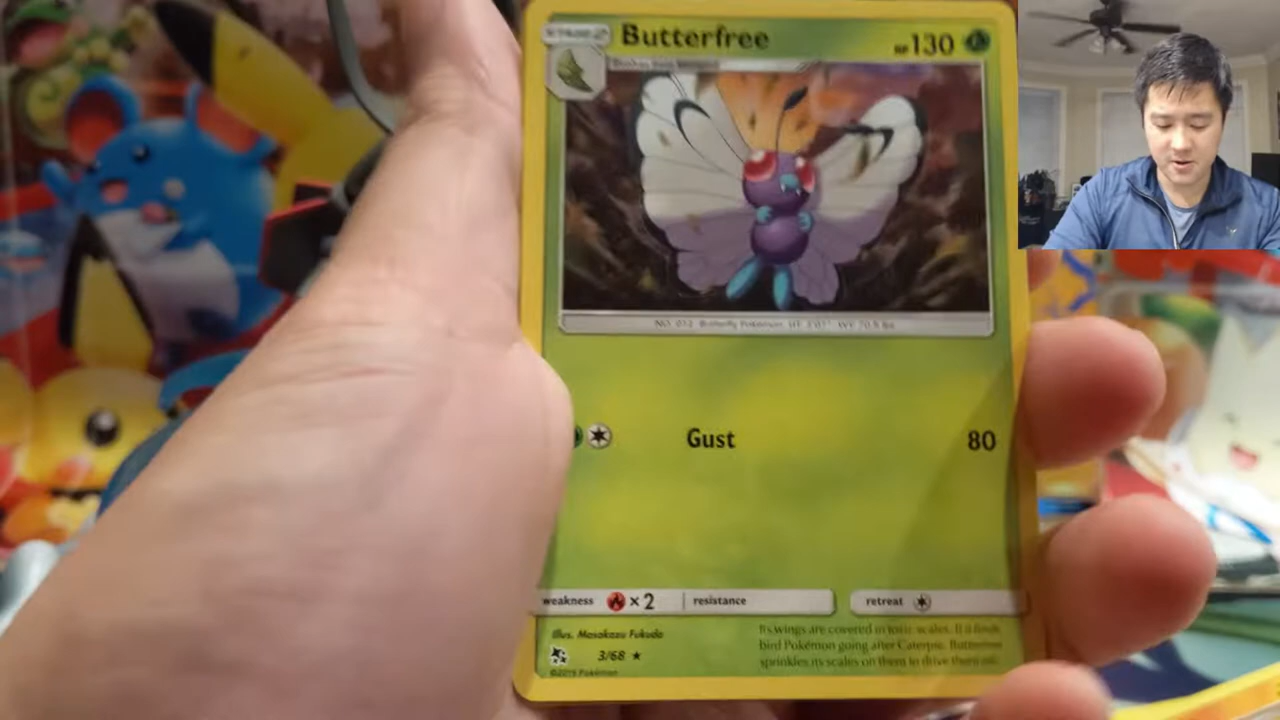 Butterfree
HP130
Gust 80
weakness ×2 resistance retreat
Illus. Masakazu Fukuda
3/68 ★
©2019 Pokémon
Its wings are covered in toxic scales. If it finds
bird Pokémon going after Caterpie, Butterfree
sprinkles its scales on them to drive them off.